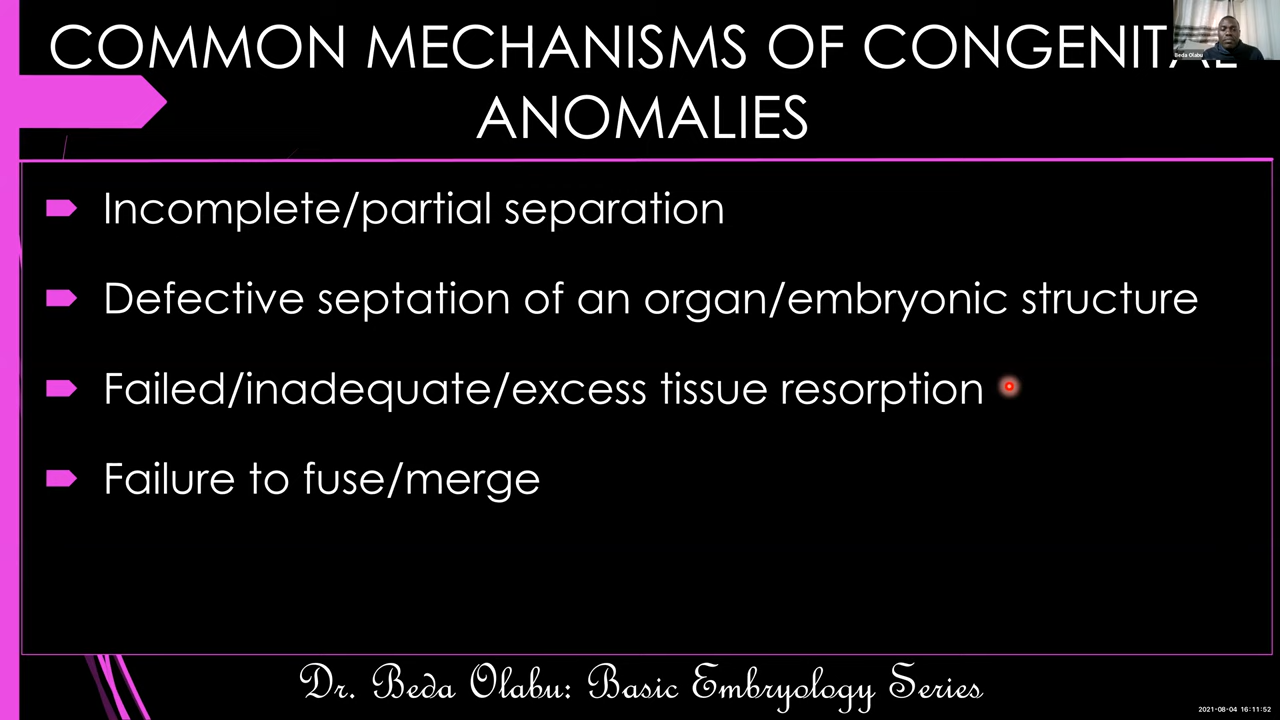 COMMON MECHANISMS OF CONGENITAL
ANOMALIES
Beda Olabu
Incomplete/partial separation
Defective septation of an organ/embryonic structure
Failed/inadequate/excess tissue resorption
Failure to fuse/merge
Dr. Beda Olabu: Basic Embryology Series
2021-08-04 16:11:52